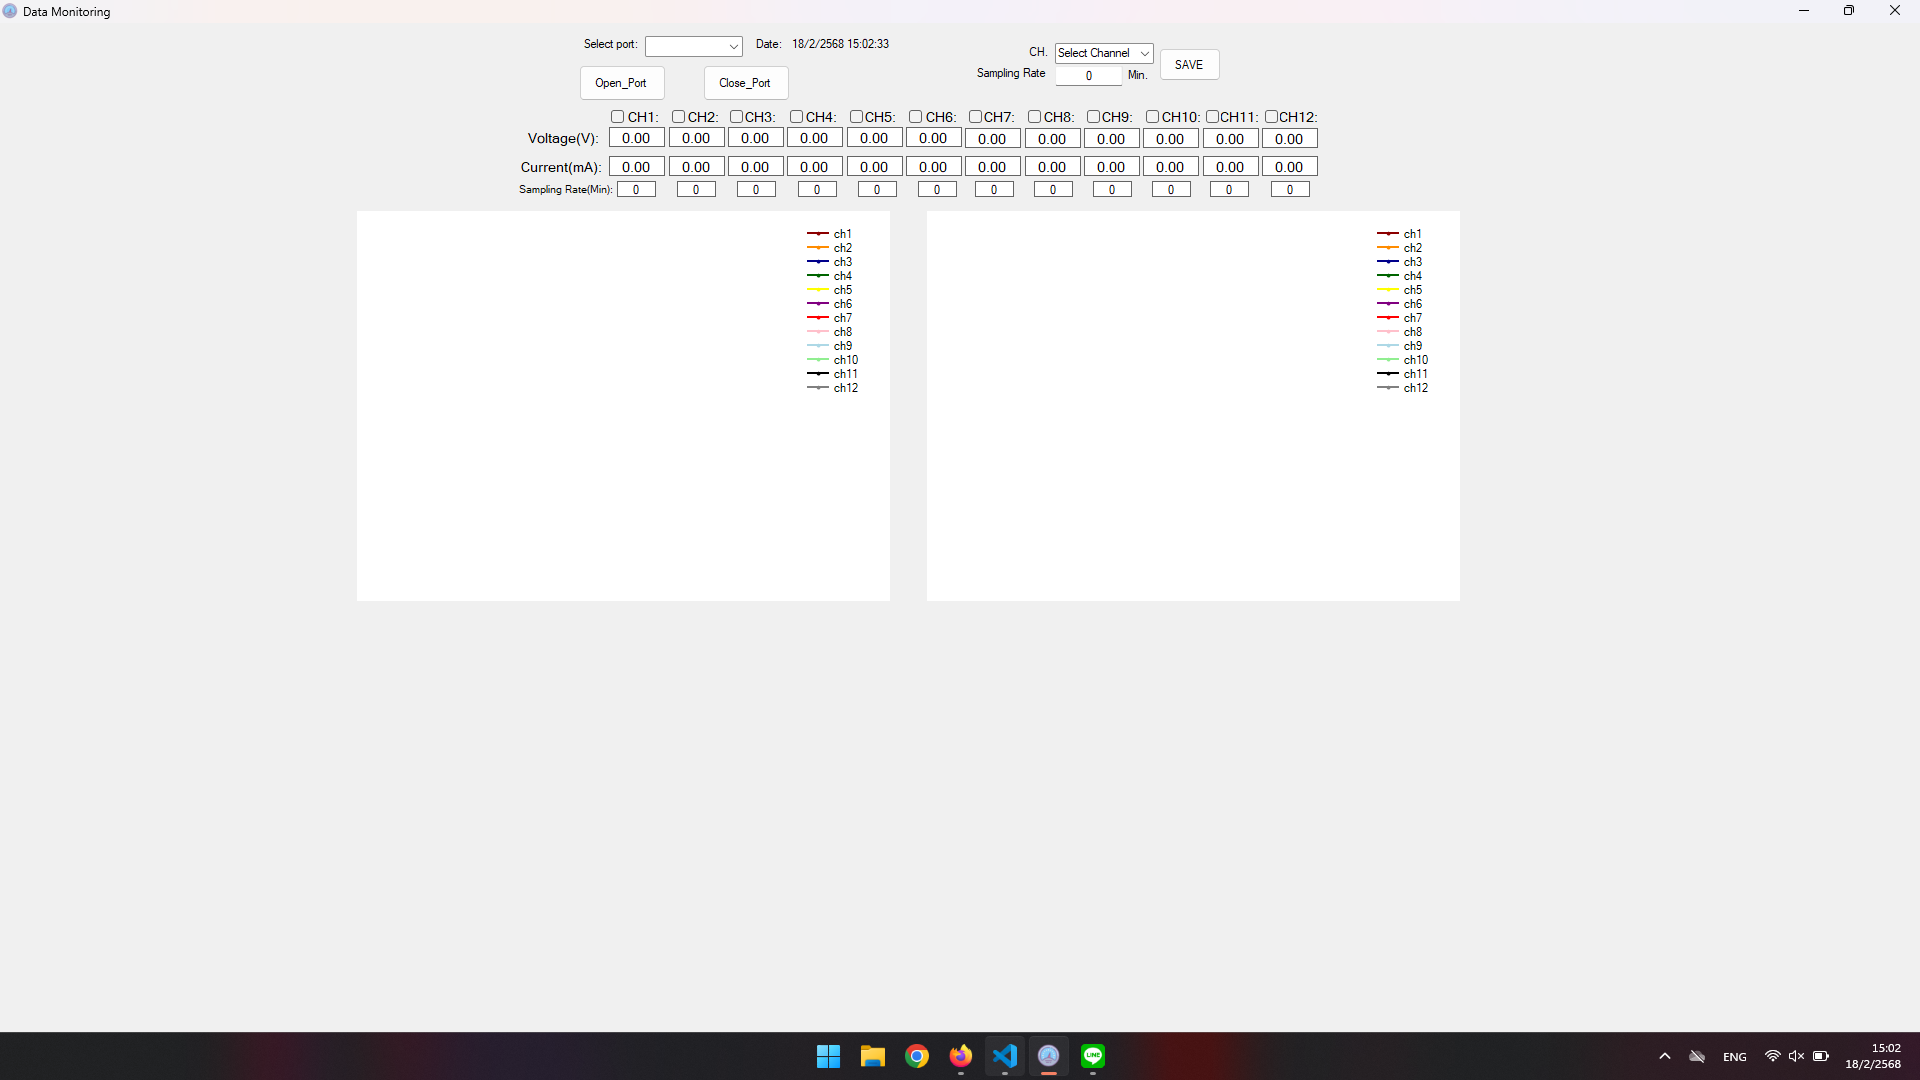 Data Monitoring
Select port: Date: 18/2/2568 15:02:33
CH. Select Channel
SAVE
Sampling Rate 0 Min.
Open_Port Close_Port
CH1: CH2: CH3: CH4: CH5: CH6: CH7: CH8: CH9: CH10: CH11: CH12:
Voltage(V): 0.00 0.00 0.00 0.00 0.00 0.00 0.00 0.00 0.00 0.00 0.00 0.00
Current(mA): 0.00 0.00 0.00 0.00 0.00 0.00 0.00 0.00 0.00 0.00 0.00 0.00
Sampling Rate(Min): 0 0 0 0 0 0 0 0 0 0 0 0
ch1
ch2
ch3
ch4
ch5
ch6
ch7
ch8
ch9
ch10
ch11
ch12
ch1
ch2
ch3
ch4
ch5
ch6
ch7
ch8
ch9
ch10
ch11
ch12
LINE
ENG
15:02
18/2/2568